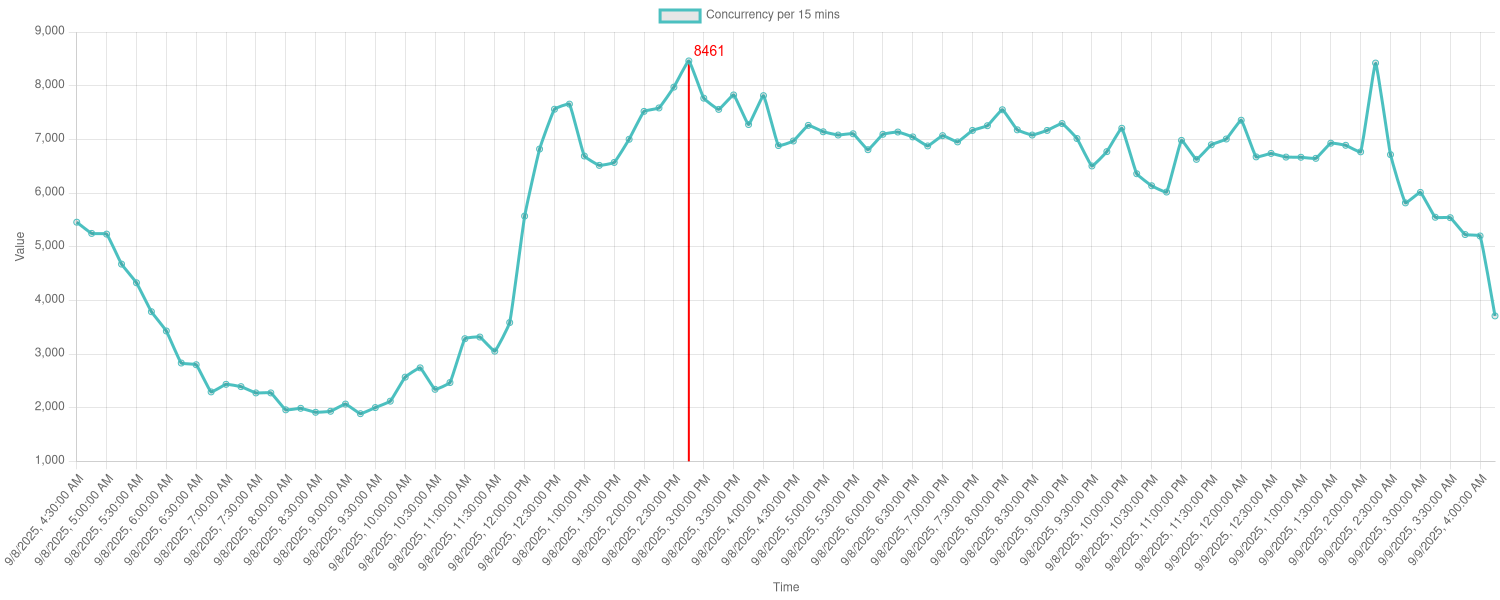 Concurrency per 15 mins
8461
9,000
8,000
7,000
6,000
5,000
4,000
3,000
2,000
1,000
Value
9/8/2025, 4:30:00 AM
9/8/2025, 5:00:00 AM
9/8/2025, 5:30:00 AM
9/8/2025, 6:00:00 AM
9/8/2025, 6:30:00 AM
9/8/2025, 7:00:00 AM
9/8/2025, 7:30:00 AM
9/8/2025, 8:00:00 AM
9/8/2025, 8:30:00 AM
9/8/2025, 9:00:00 AM
9/8/2025, 9:30:00 AM
9/8/2025, 10:00:00 AM
9/8/2025, 10:30:00 AM
9/8/2025, 11:00:00 AM
9/8/2025, 11:30:00 AM
9/8/2025, 12:00:00 PM
9/8/2025, 12:30:00 PM
9/8/2025, 1:00:00 PM
9/8/2025, 1:30:00 PM
9/8/2025, 2:00:00 PM
9/8/2025, 2:30:00 PM
9/8/2025, 3:00:00 PM
9/8/2025, 3:30:00 PM
9/8/2025, 4:00:00 PM
9/8/2025, 4:30:00 PM
9/8/2025, 5:00:00 PM
9/8/2025, 5:30:00 PM
9/8/2025, 6:00:00 PM
9/8/2025, 6:30:00 PM
9/8/2025, 7:00:00 PM
9/8/2025, 7:30:00 PM
9/8/2025, 8:00:00 PM
9/8/2025, 8:30:00 PM
9/8/2025, 9:00:00 PM
9/8/2025, 9:30:00 PM
9/8/2025, 10:00:00 PM
9/8/2025, 10:30:00 PM
9/8/2025, 11:00:00 PM
9/8/2025, 11:30:00 PM
9/9/2025, 12:00:00 AM
9/9/2025, 12:30:00 AM
9/9/2025, 1:00:00 AM
9/9/2025, 1:30:00 AM
9/9/2025, 2:00:00 AM
9/9/2025, 2:30:00 AM
9/9/2025, 3:00:00 AM
9/9/2025, 3:30:00 AM
9/9/2025, 4:00:00 AM
Time